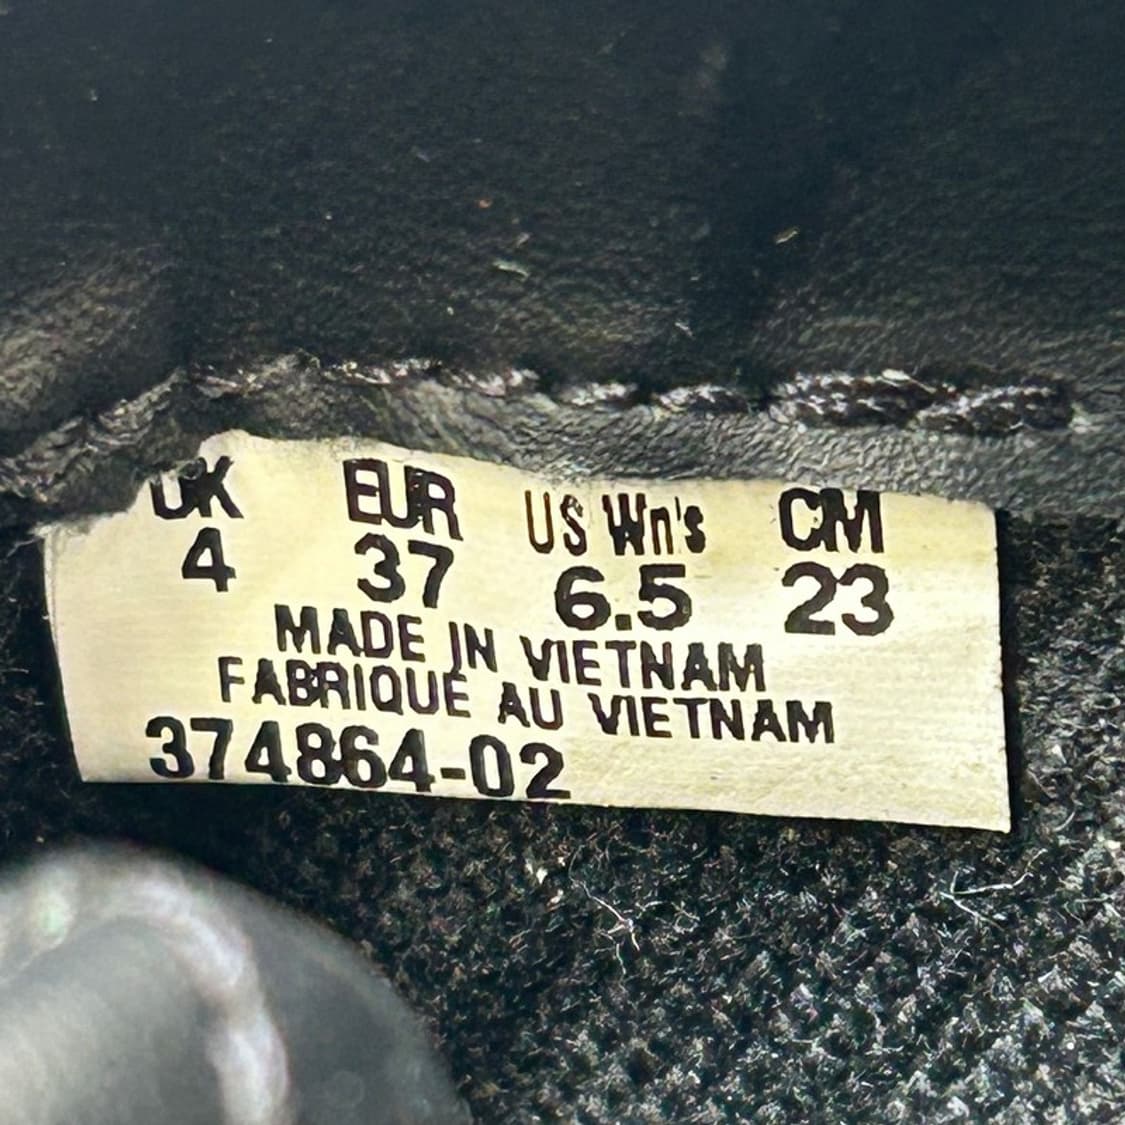 UK EUR US Wn's CM
4 37 6.5 23
MADE IN VIETNAM
FABRIQUE AU VIETNAM
374864-02